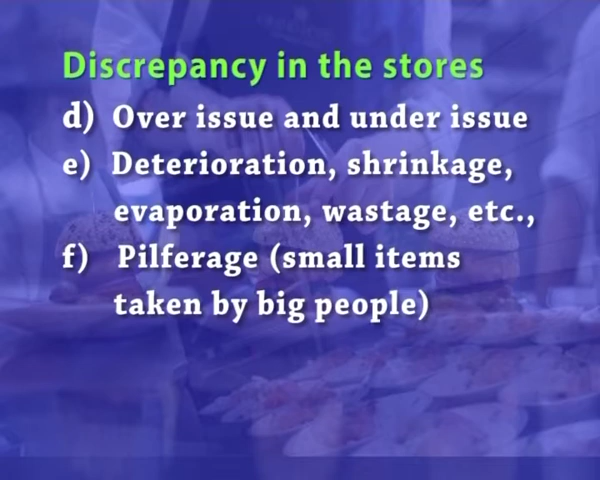 Discrepancy in the stores
d) Over issue and under issue
e) Deterioration, shrinkage,
evaporation, wastage, etc.,
f) Pilferage (small items
taken by big people)